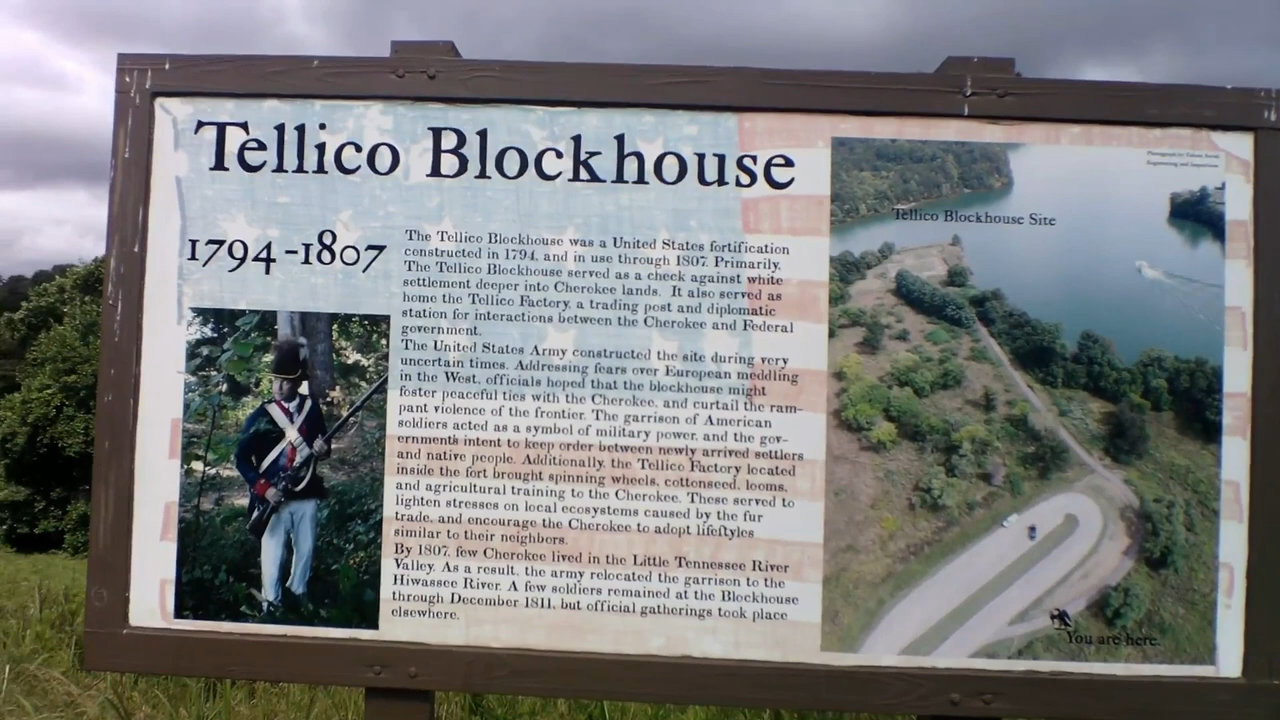 Tellico Blockhouse
1794-1807
The Tellico Blockhouse was a United States fortification
constructed in 1794, and in use through 1807. Primarily,
The Tellico Blockhouse served as a check against white
settlement deeper into Cherokee lands. It also served as
home the Tellico Factory, a trading post and diplomatic
station for interactions between the Cherokee and Federal
government.
The United States Army constructed the site during very
uncertain times. Addressing fears over European meddling
in the West, officials hoped that the blockhouse might
foster peaceful ties with the Cherokee, and curtail the ram-
pant violence of the frontier. The garrison of American
soldiers acted as a symbol of military power, and the gov-
ernments intent to keep order between newly arrived settlers
and native people. Additionally, the Tellico Factory located
inside the fort brought spinning wheels, cottonseed, looms,
and agricultural training to the Cherokee. These served to
lighten stresses on local ecosystems caused by the fur
trade, and encourage the Cherokee to adopt lifestyles
similar to their neighbors.
By 1807, few Cherokee lived in the Little Tennessee River
Valley. As a result, the army relocated the garrison to the
Hiwassee River. A few soldiers remained at the Blockhouse
through December 1811, but official gatherings took place
elsewhere.
Tellico Blockhouse Site
You are here.